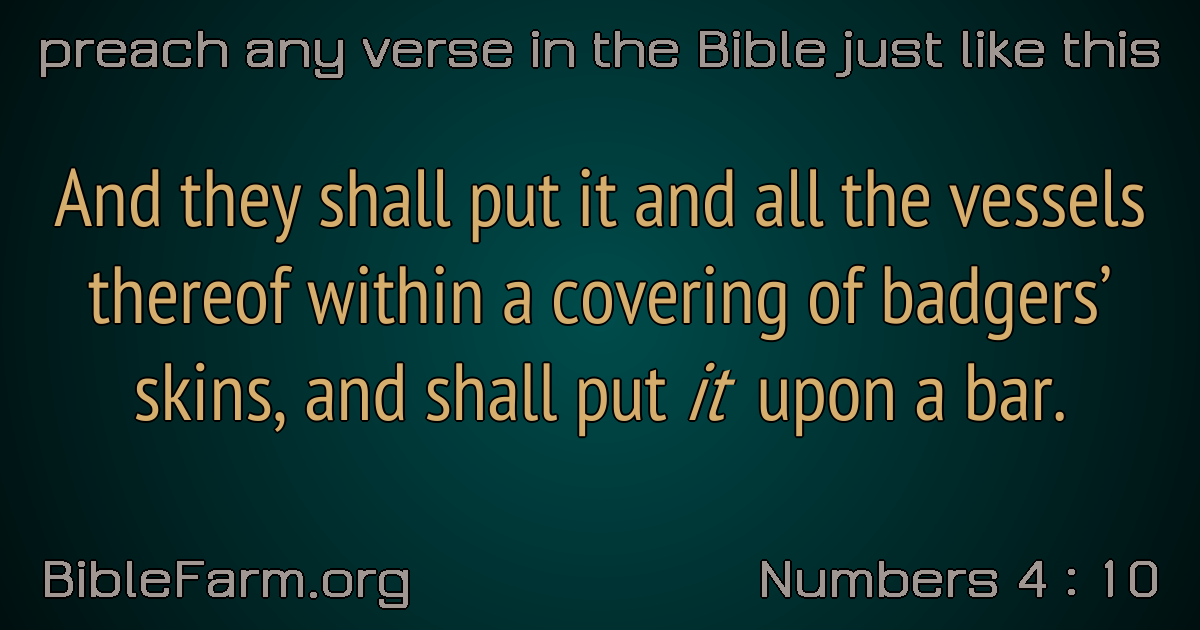 preach any verse in the Bible just like this
And they shall put it and all the vessels
thereof within a covering of badgers’
skins, and shall put it upon a bar.
BibleFarm.org
Numbers 4 : 10